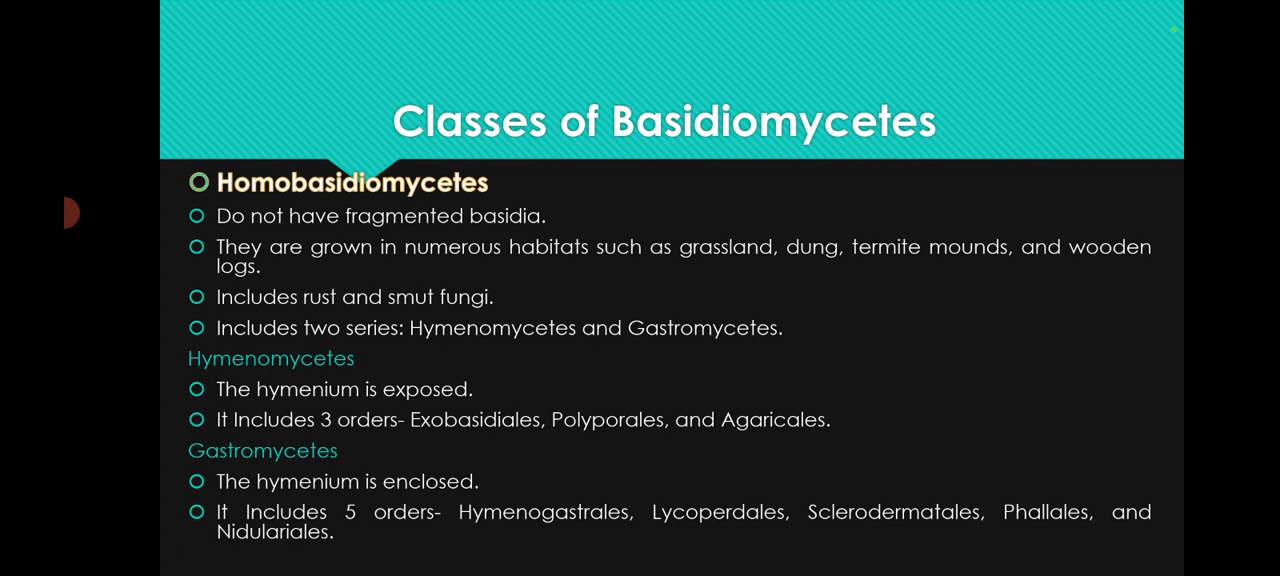 Classes of Basidiomycetes
Homobasidiomycetes
Do not have fragmented basidia.
They are grown in numerous habitats such as grassland, dung, termite mounds, and wooden
logs.
Includes rust and smut fungi.
Includes two series: Hymenomycetes and Gastromycetes.
Hymenomycetes
The hymenium is exposed.
It Includes 3 orders- Exobasidiales, Polyporales, and Agaricales.
Gastromycetes
The hymenium is enclosed.
It Includes 5 orders- Hymenogastrales, Lycoperdales, Sclerodermatales, Phallales, and
Nidulariales.